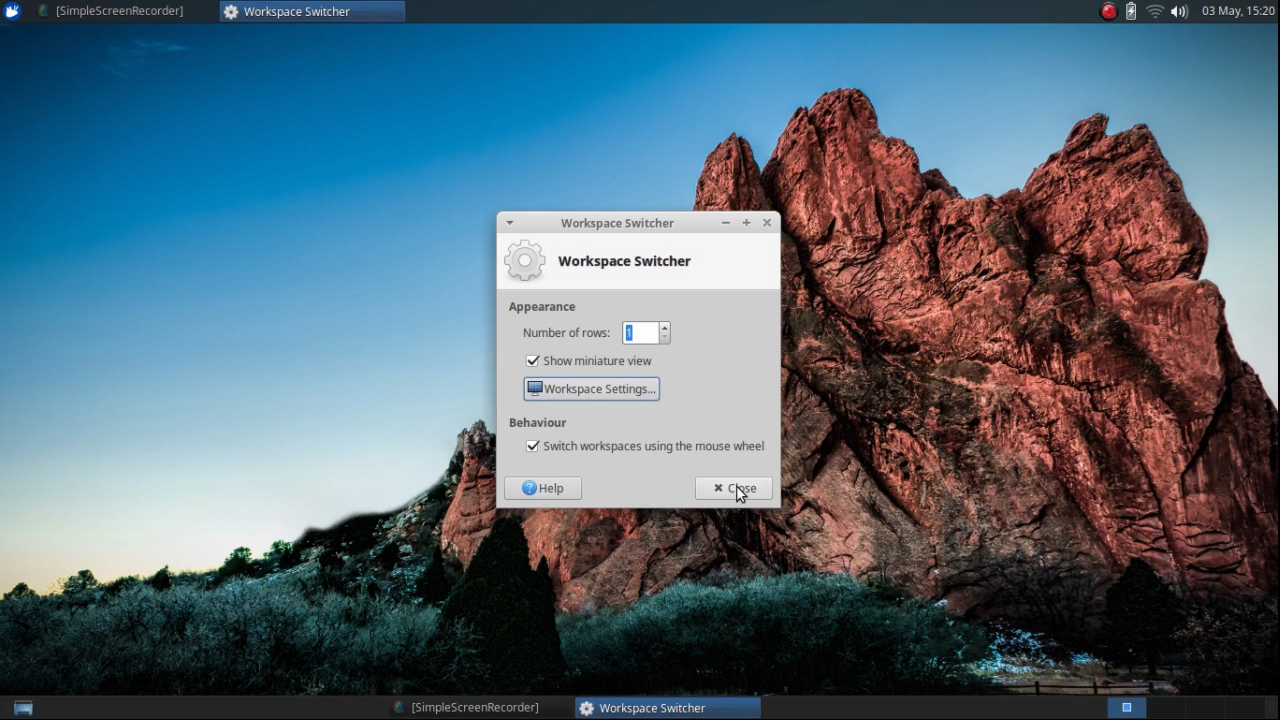 [SimpleScreenRecorder]
Workspace Switcher
03 May, 15:20
Workspace Switcher
Workspace Switcher
Appearance
Number of rows: 1
Show miniature view
Workspace Settings...
Behaviour
Switch workspaces using the mouse wheel
Help
Close
[SimpleScreenRecorder]
Workspace Switcher